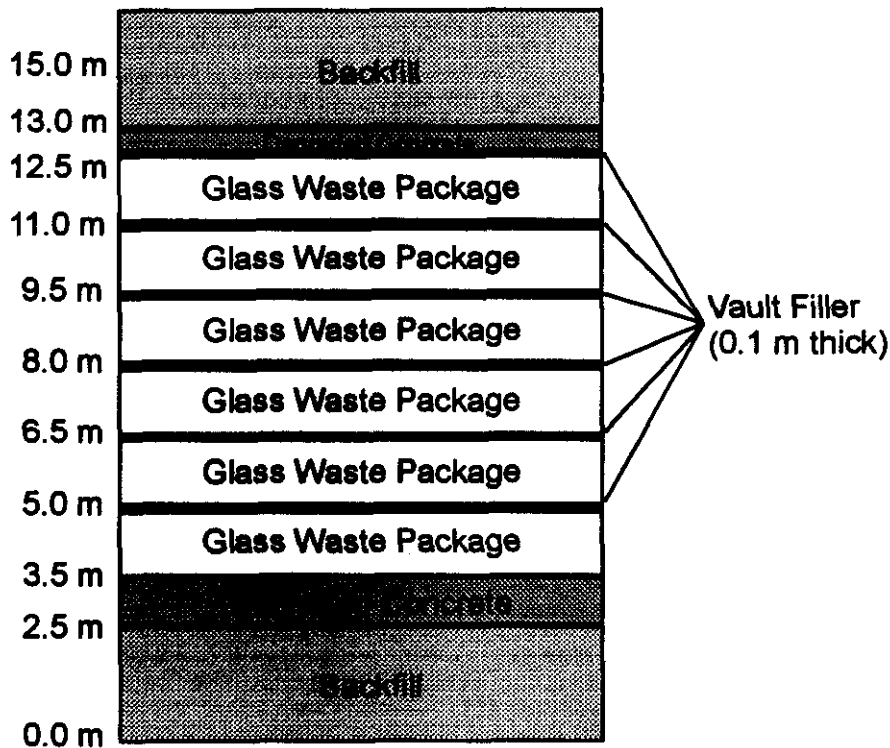 15.0 m
Backfill
13.0 m
Concrete
12.5 m
Glass Waste Package
11.0 m
Glass Waste Package
9.5 m
Glass Waste Package
Vault Filler
(0.1 m thick)
8.0 m
Glass Waste Package
6.5 m
Glass Waste Package
5.0 m
Glass Waste Package
3.5 m
Concrete
2.5 m
Backfill
0.0 m